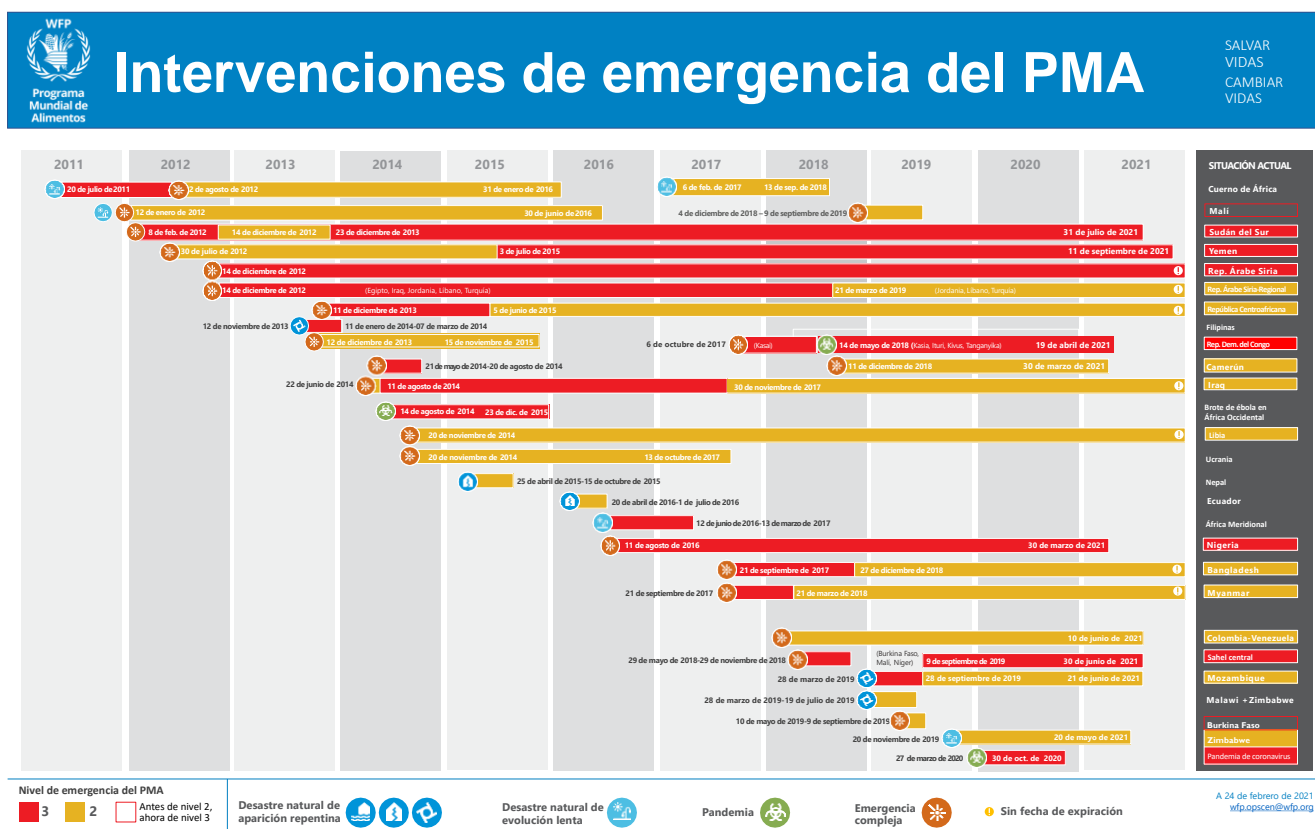 WFP
Programa
Mundial de
Alimentos
Intervenciones de emergencia del PMA
SALVAR
VIDAS
CAMBIAR
VIDAS
2011 2012 2013 2014 2015 2016 2017 2018 2019 2020 2021 SITUACIÓN ACTUAL
20 de julio de 2011 2 de agosto de 2012 31 de enero de 2016 6 de feb. de 2017 13 de sep. de 2018 Cuerno de África
12 de enero de 2012 30 de junio de 2016 4 de diciembre de 2018 – 9 de septiembre de 2019 Malí
8 de feb. de 2012 14 de diciembre de 2012 23 de diciembre de 2013 31 de julio de 2021 Sudán del Sur
30 de julio de 2012 3 de julio de 2015 11 de septiembre de 2021 Yemen
14 de diciembre de 2012 Rep. Árabe Siria
14 de diciembre de 2012 (Egipto, Iraq, Jordania, Líbano, Turquía) 21 de marzo de 2019 (Jordania, Líbano, Turquía) Rep. Árabe Siria-Regional
11 de diciembre de 2013 5 de junio de 2015 República Centroafricana
12 de noviembre de 2013 11 de enero de 2014-07 de marzo de 2014 Filipinas
12 de diciembre de 2013 15 de noviembre de 2015
6 de octubre de 2017 (Kasai) 14 de mayo de 2018 (Kasia, Ituri, Kivus, Tanganyika) 19 de abril de 2021 Rep. Dem. del Congo
21 de mayo de 2014-20 de agosto de 2014 11 de diciembre de 2018 30 de marzo de 2021 Camerún
22 de junio de 2014 11 de agosto de 2014 30 de noviembre de 2017 Iraq
14 de agosto de 2014 23 de dic. de 2015 Brote de ébola en
África Occidental
20 de noviembre de 2014 Libia
20 de noviembre de 2014 13 de octubre de 2017 Ucrania
25 de abril de 2015-15 de octubre de 2015 Nepal
20 de abril de 2016-1 de julio de 2016 Ecuador
12 de junio de 2016-13 de marzo de 2017 África Meridional
11 de agosto de 2016 30 de marzo de 2021 Nigeria
21 de septiembre de 2017 27 de diciembre de 2018 Bangladesh
21 de septiembre de 2017 21 de marzo de 2018 Myanmar
10 de junio de 2021 Colombia-Venezuela
29 de mayo de 2018-29 de noviembre de 2018 (Burkina Faso,
Mali, Niger) 9 de septiembre de 2019 30 de junio de 2021 Sahel central
28 de marzo de 2019 28 de septiembre de 2019 21 de junio de 2021 Mozambique
28 de marzo de 2019-19 de julio de 2019 Malawi + Zimbabwe
10 de mayo de 2019-9 de septiembre de 2019 Burkina Faso
20 de noviembre de 2019 20 de mayo de 2021 Zimbabwe
27 de marzo de 2020 30 de oct. de 2020 Pandemia de coronavirus
Nivel de emergencia del PMA
3 2 Antes de nivel 2,
ahora de nivel 3
Desastre natural de
aparición repentina
Desastre natural de
evolución lenta
Pandemia
Emergencia
compleja
Sin fecha de expiración
A 24 de febrero de 2021
wfp.opscen@wfp.org